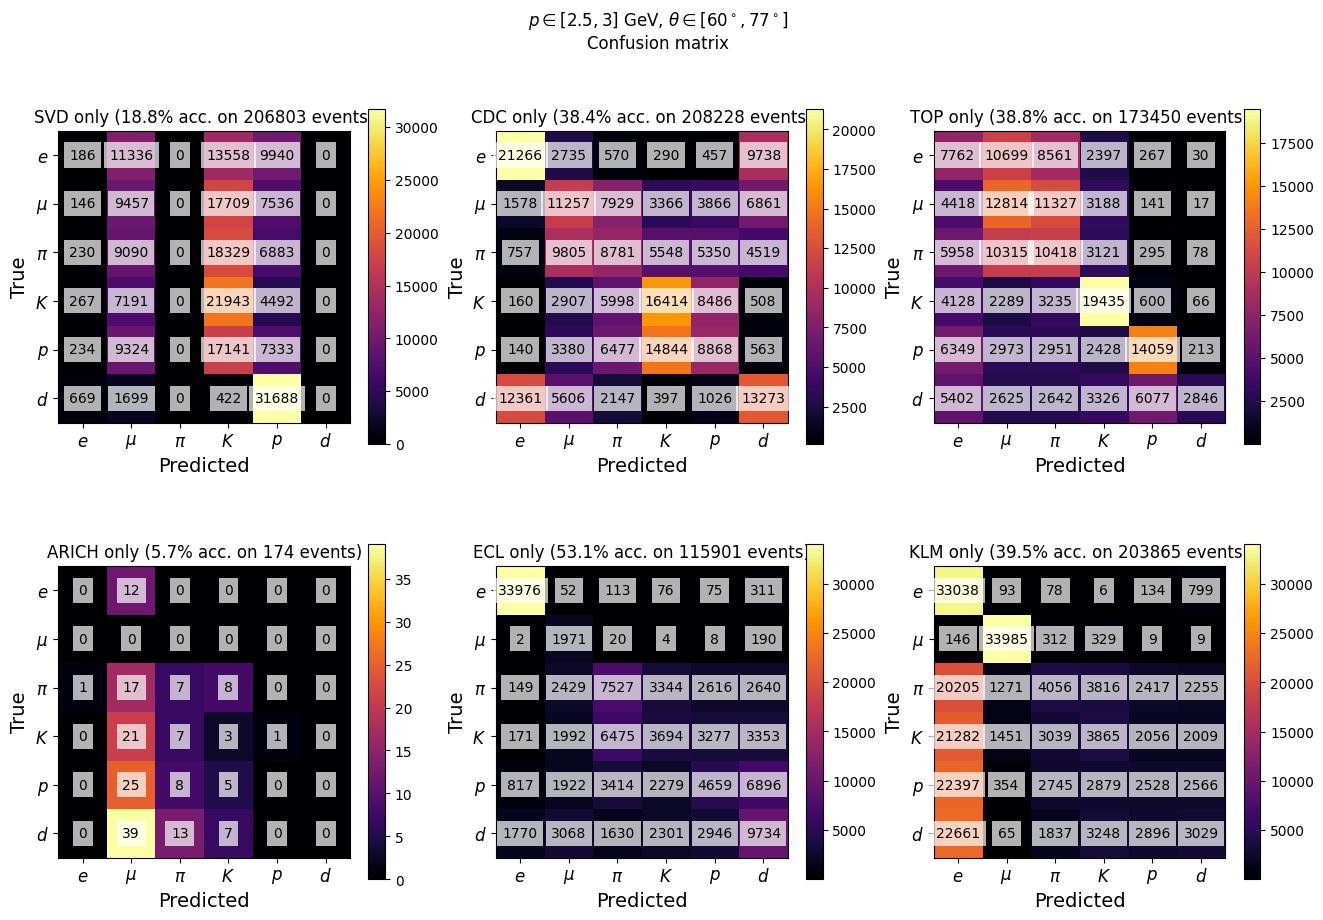 p ∈ [2.5, 3] GeV, θ ∈ [60°, 77°]
Confusion matrix
SVD only (18.8% acc. on 206803 events
True
e 186 11336 0 13558 9940 0
μ 146 9457 0 17709 7536 0
π 230 9090 0 18329 6883 0
K 267 7191 0 21943 4492 0
p 234 9324 0 17141 7333 0
d 669 1699 0 422 31688 0
e μ π K p d
Predicted
30000
25000
20000
15000
10000
5000
0
CDC only (38.4% acc. on 208228 events
True
e 21266 2735 570 290 457 9738
μ 1578 11257 7929 3366 3866 6861
π 757 9805 8781 5548 5350 4519
K 160 2907 5998 16414 8486 508
p 140 3380 6477 14844 8868 563
d 12361 5606 2147 397 1026 13273
e μ π K p d
Predicted
20000
17500
15000
12500
10000
7500
5000
2500
TOP only (38.8% acc. on 173450 events
True
e 7762 10699 8561 2397 267 30
μ 4418 12814 11327 3188 141 17
π 5958 10315 10418 3121 295 78
K 4128 2289 3235 19435 600 66
p 6349 2973 2951 2428 14059 213
d 5402 2625 2642 3326 6077 2846
e μ π K p d
Predicted
17500
15000
12500
10000
7500
5000
2500
ARICH only (5.7% acc. on 174 events)
True
e 0 12 0 0 0 0
μ 0 0 0 0 0 0
π 1 17 7 8 0 0
K 0 21 7 3 1 0
p 0 25 8 5 0 0
d 0 39 13 7 0 0
e μ π K p d
Predicted
35
30
25
20
15
10
5
0
ECL only (53.1% acc. on 115901 events)
True
e 33976 52 113 76 75 311
μ 2 1971 20 4 8 190
π 149 2429 7527 3344 2616 2640
K 171 1992 6475 3694 3277 3353
p 817 1922 3414 2279 4659 6896
d 1770 3068 1630 2301 2946 9734
e μ π K p d
Predicted
30000
25000
20000
15000
10000
5000
KLM only (39.5% acc. on 203865 events
True
e 33038 93 78 6 134 799
μ 146 33985 312 329 9 9
π 20205 1271 4056 3816 2417 2255
K 21282 1451 3039 3865 2056 2009
p 22397 354 2745 2879 2528 2566
d 22661 65 1837 3248 2896 3029
e μ π K p d
Predicted
30000
25000
20000
15000
10000
5000